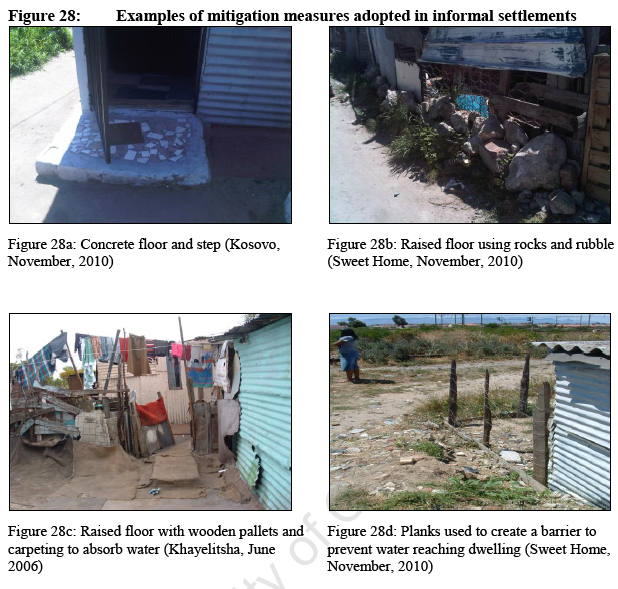 Figure 28: Examples of mitigation measures adopted in informal settlements
Figure 28a: Concrete floor and step (Kosovo,
November, 2010)
Figure 28b: Raised floor using rocks and rubble
(Sweet Home, November, 2010)
Figure 28c: Raised floor with wooden pallets and
carpeting to absorb water (Khayelitsha, June
2006)
Figure 28d: Planks used to create a barrier to
prevent water reaching dwelling (Sweet Home,
November, 2010)